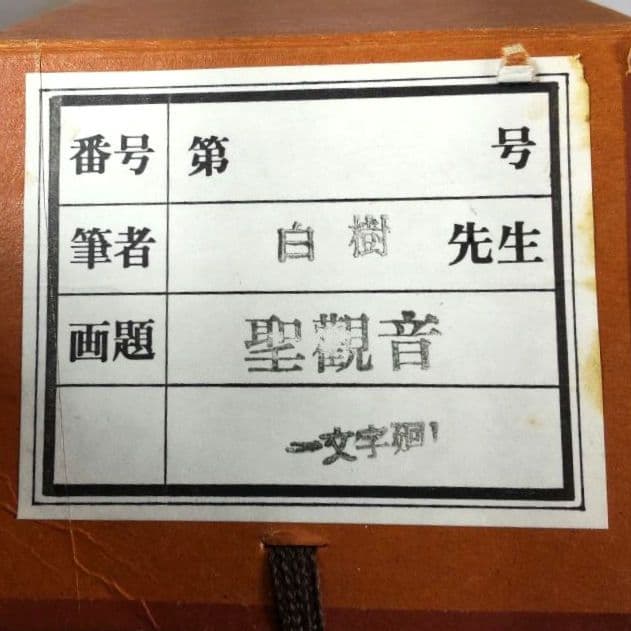 番号 第 号
筆者 白樹 先生
画題 聖觀音
一文字廻し